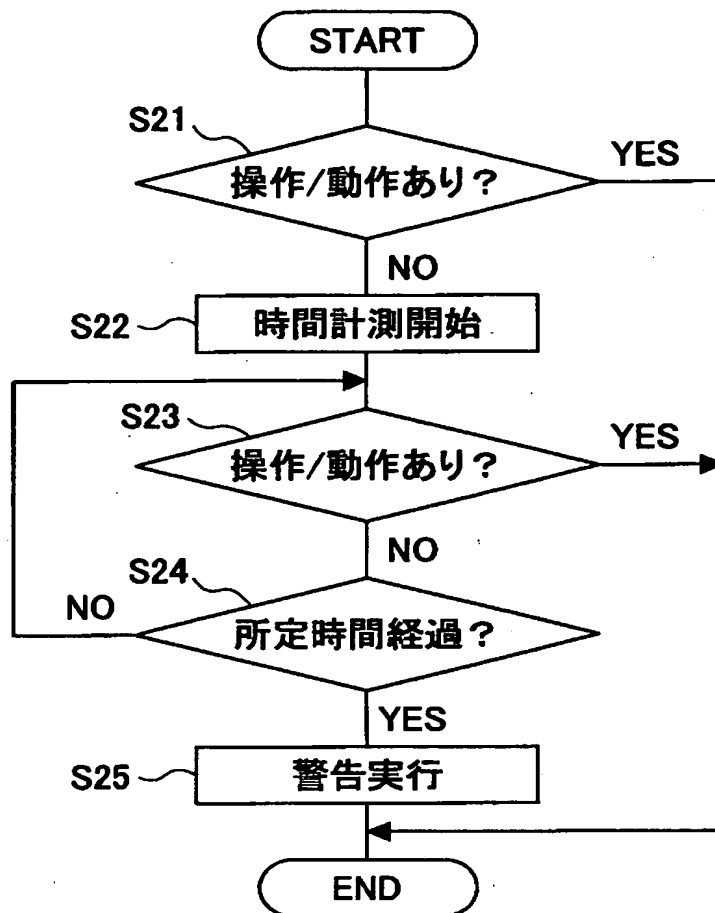 START
S21
操作/動作あり?
YES
NO
S22
時間計測開始
S23
操作/動作あり?
YES
NO
S24
所定時間経過?
NO
YES
S25
警告実行
END